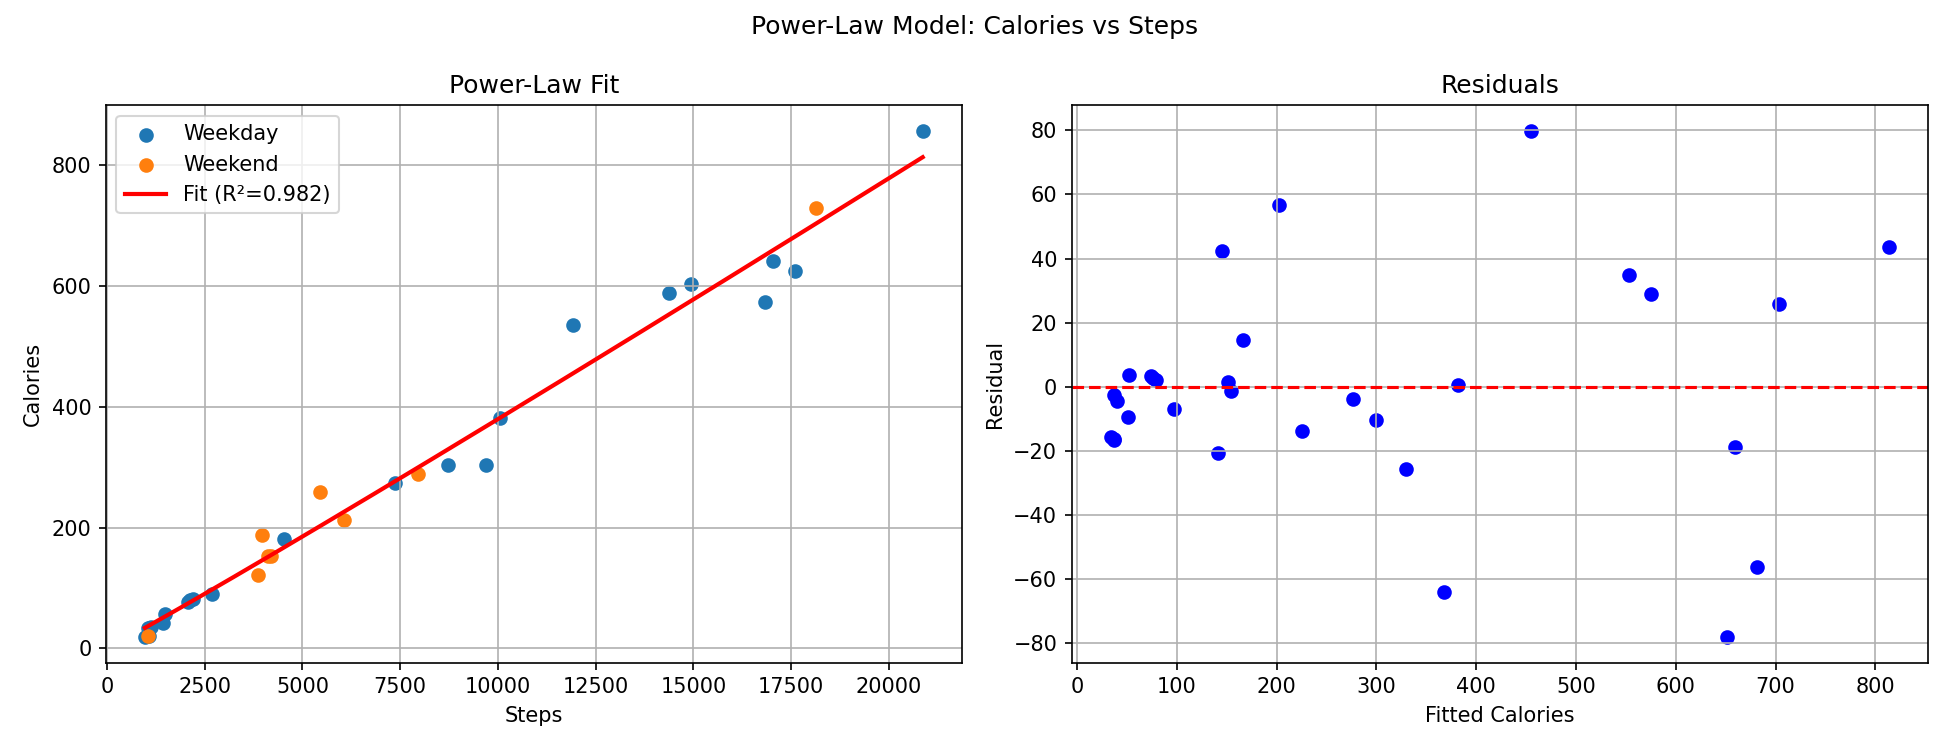 Power-Law Model: Calories vs Steps
Power-Law Fit
Weekday
Weekend
Fit (R²=0.982)
800
600
400
200
0
Calories
0 2500 5000 7500 10000 12500 15000 17500 20000
Steps
Residuals
80
60
40
20
0
−20
−40
−60
−80
Residual
0 100 200 300 400 500 600 700 800
Fitted Calories